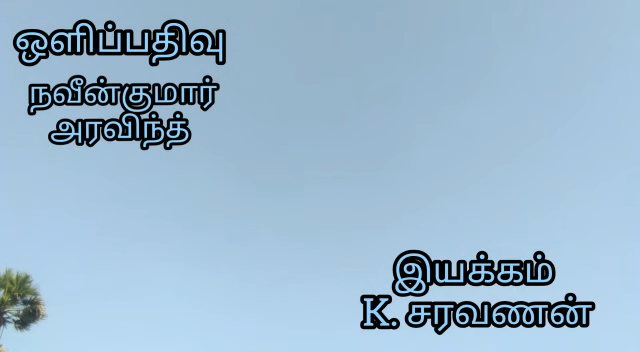 ஒளிப்பதிவு
நவீன்குமார்
அரவிந்த்
இயக்கம்
K. சரவணன்